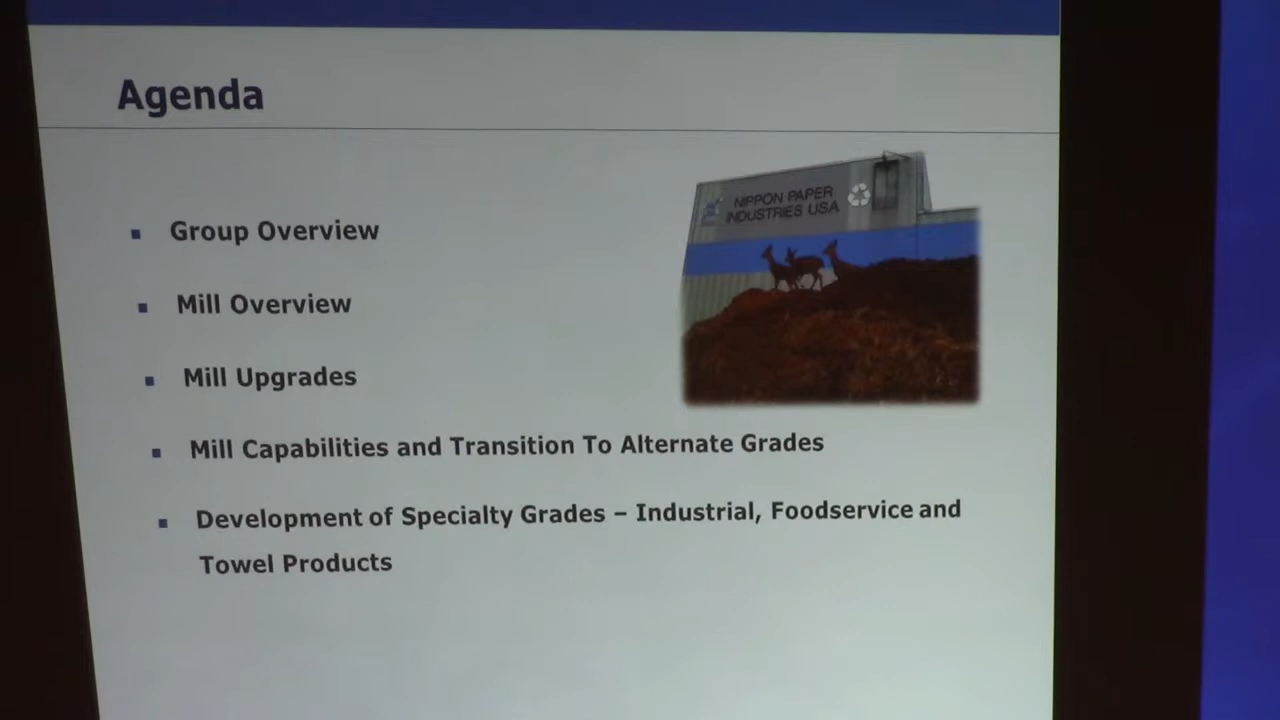 Agenda
NIPPON PAPER
INDUSTRIES USA
Group Overview
Mill Overview
Mill Upgrades
Mill Capabilities and Transition To Alternate Grades
Development of Specialty Grades – Industrial, Foodservice and
Towel Products